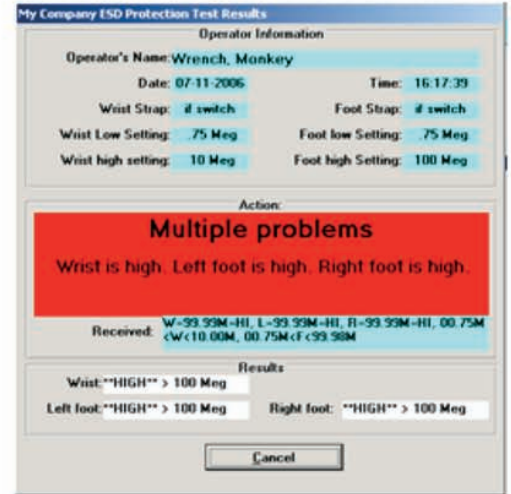 My Company ESD Protection Test Results
Operator Information
Operator's Name: Wrench, Monkey
Date: 07-11-2006 Time: 16:17:39
Wrist Strap: if switch Foot Strap: if switch
Wrist Low Setting: .75 Meg Foot low Setting: .75 Meg
Wrist high setting: 10 Meg Foot high Setting: 100 Meg
Action:
Multiple problems
Wrist is high. Left foot is high. Right foot is high.
Received: W=99.99M=HI, L=99.99M=HI, R=99.99M=HI, 00.75M
<W<10.00M, 00.75M<F<99.98M
Results
Wrist: **HIGH** > 100 Meg
Left foot: **HIGH** > 100 Meg Right foot: **HIGH** > 100 Meg
Cancel